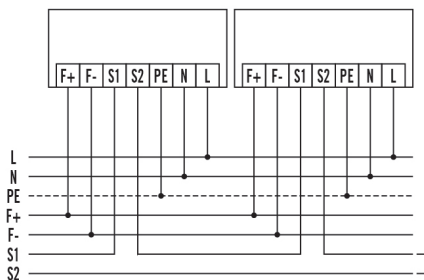 F+ F- S1 S2 PE N L F+ F- S1 S2 PE N L
L
N
PE
F+
F-
S1
S2